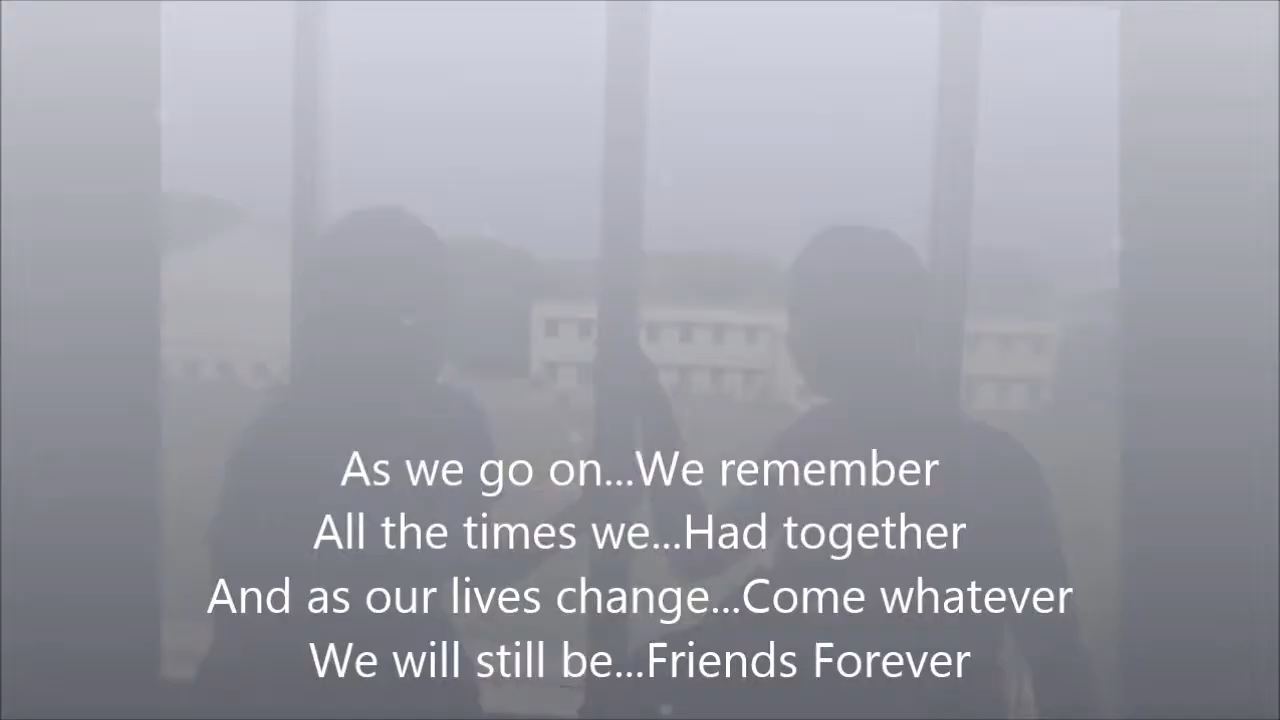 As we go on...We remember
All the times we...Had together
And as our lives change...Come whatever
We will still be...Friends Forever